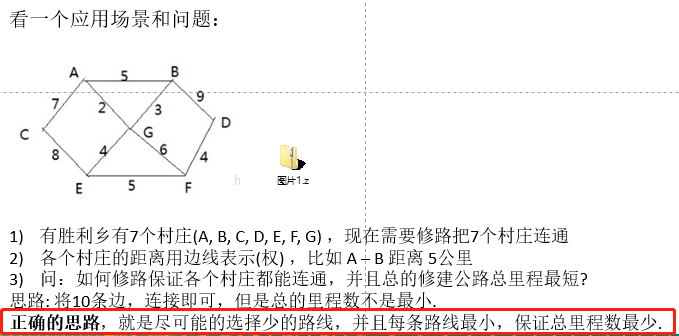 看一个应用场景和问题：
A
5
B
7
2
3
9
C
G
D
8
4
6
4
E
5
F
图片1.z
1) 有胜利乡有7个村庄(A, B, C, D, E, F, G) ，现在需要修路把7个村庄连通
2) 各个村庄的距离用边线表示(权) ，比如 A – B 距离 5公里
3) 问：如何修路保证各个村庄都能连通，并且总的修建公路总里程最短?
思路: 将10条边，连接即可，但是总的里程数不是最小.
正确的思路，就是尽可能的选择少的路线，并且每条路线最小，保证总里程数最少.